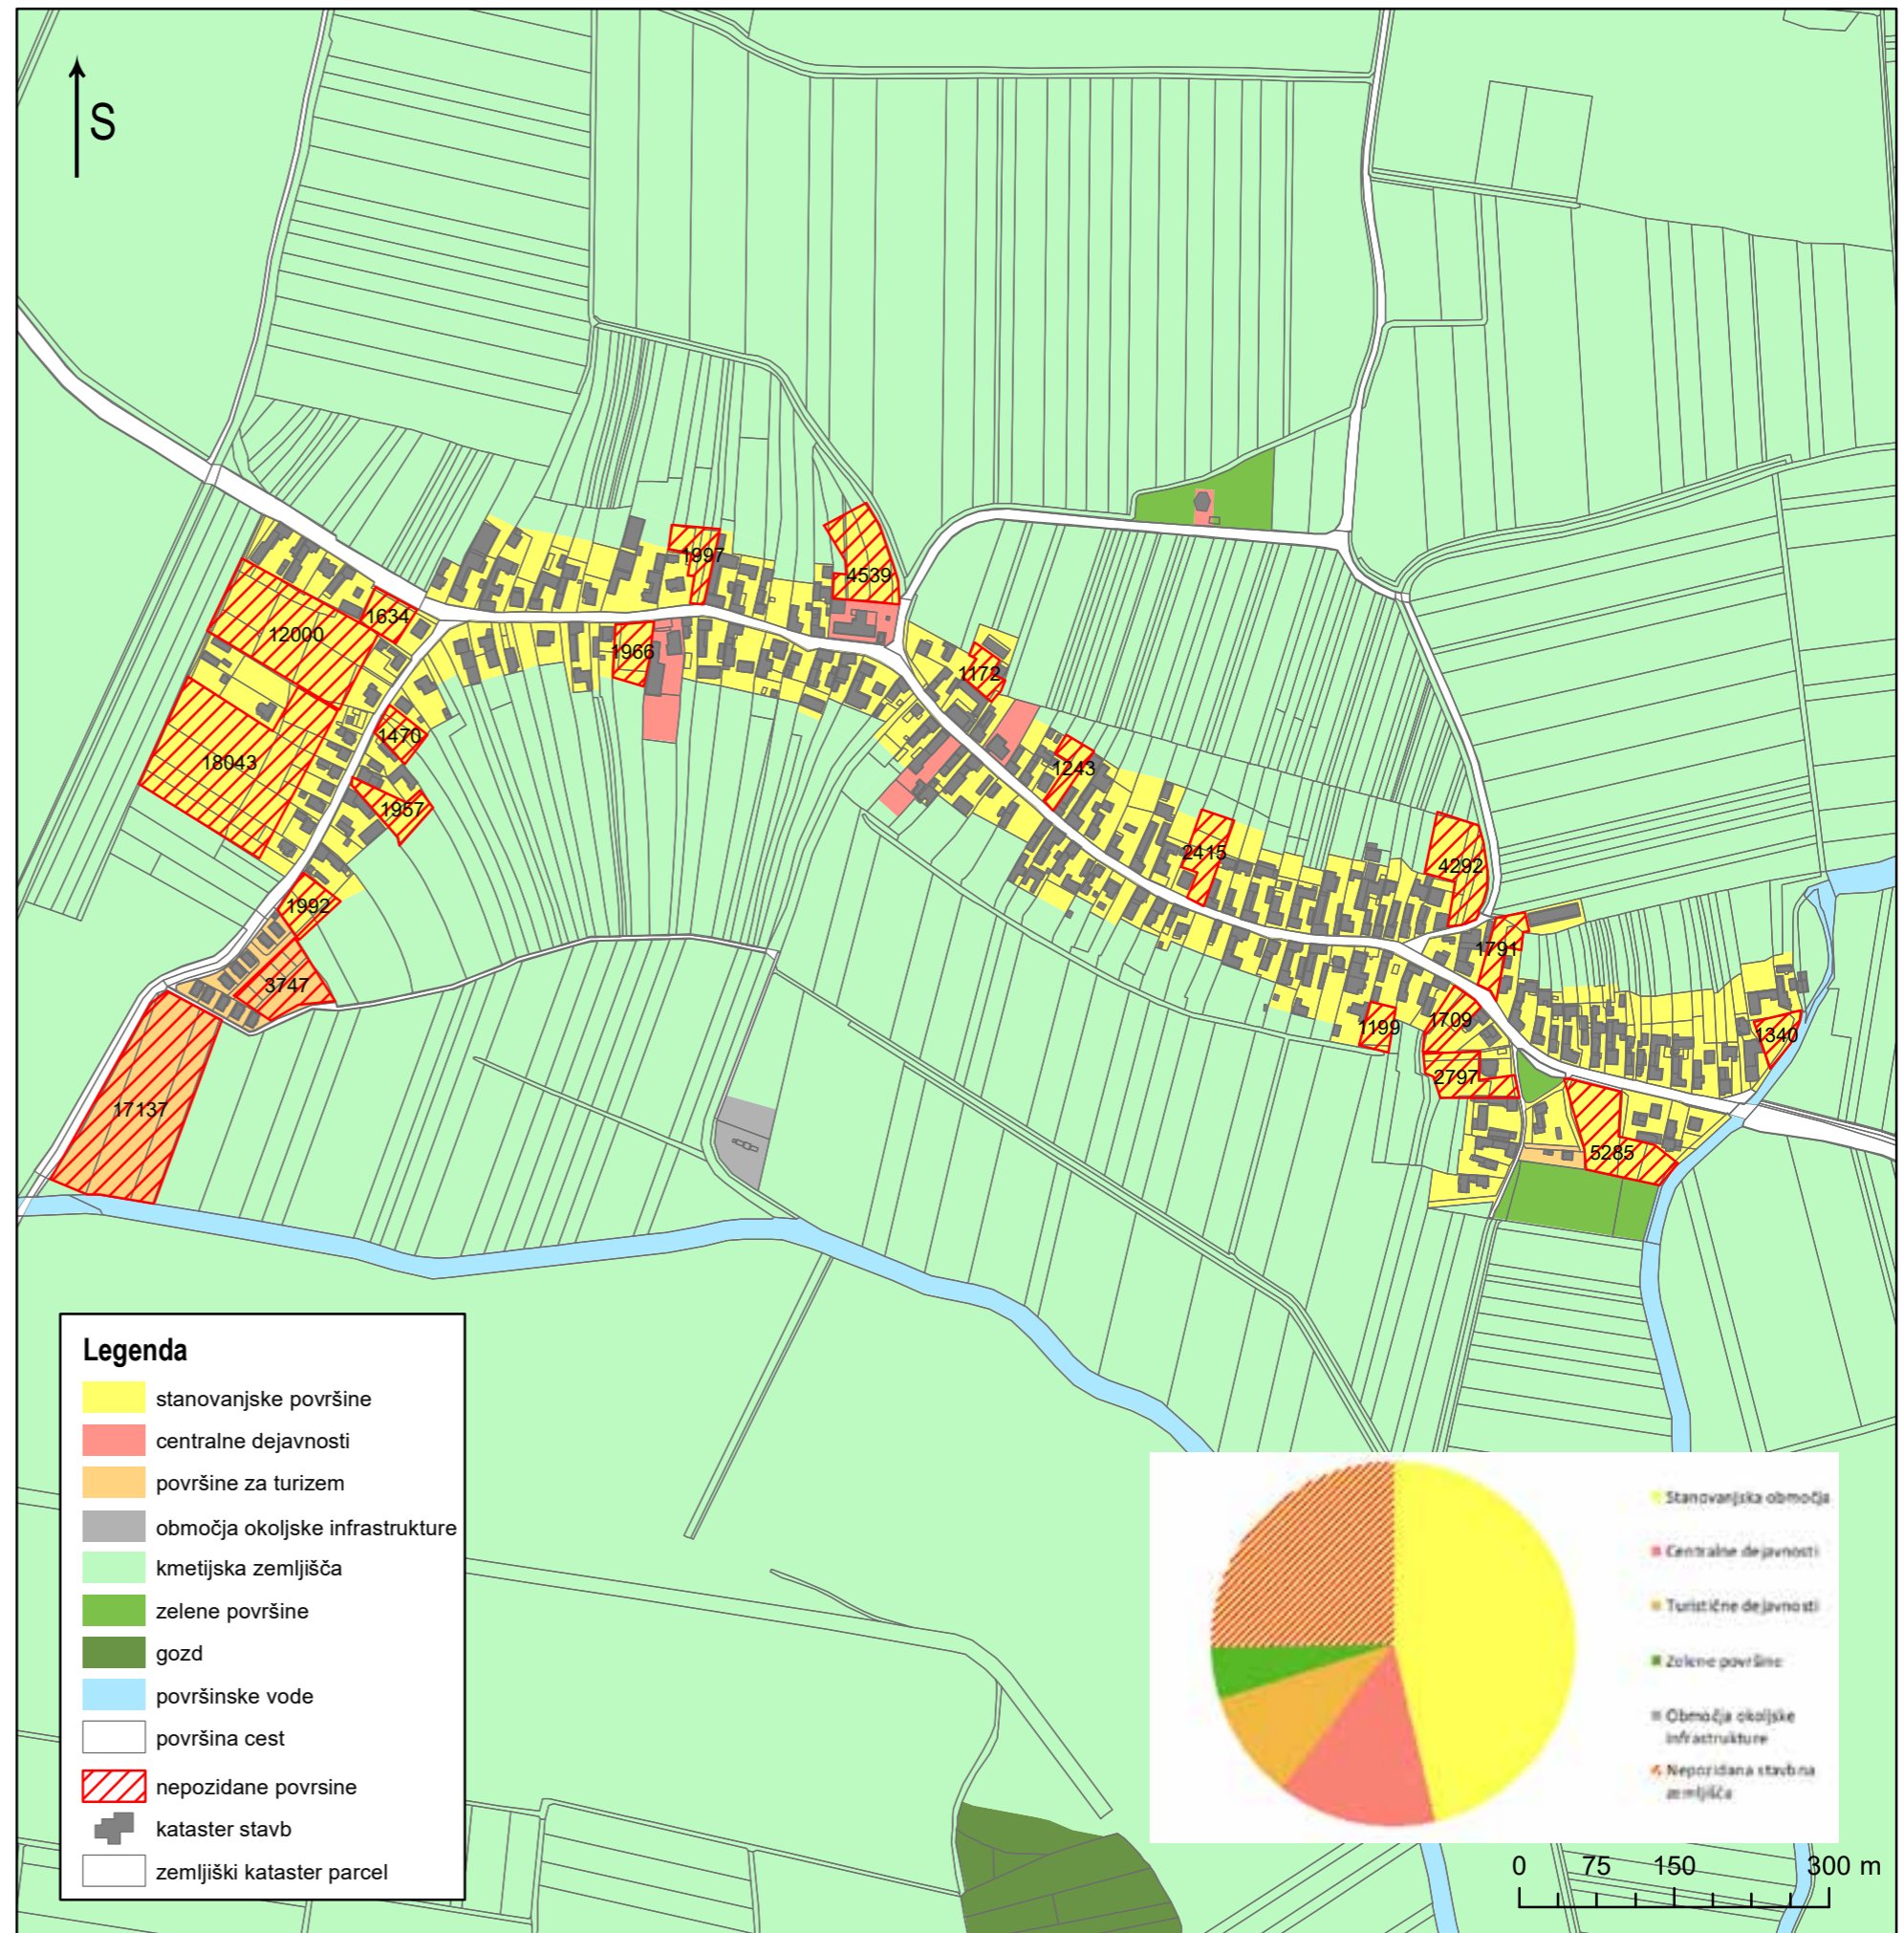 S
1997
4539
1634
12000
1966
1172
1470
18043
1243
1957
2415
4292
1992
1791
3747
1199
1709
1340
2797
17137
5285
Legenda
stanovanjske površine
centralne dejavnosti
površine za turizem
območja okoljske infrastrukture
kmetijska zemljišča
zelene površine
gozd
površinske vode
površina cest
nepozidane povrsine
kataster stavb
zemljiški kataster parcel
Stanovanjska območja
Centralne dejavnosti
Turistične dejavnosti
Zelene površine
Območja okoljske
infrastrukture
Nepozidana stavbna
zemljišča
0 75 150 300 m